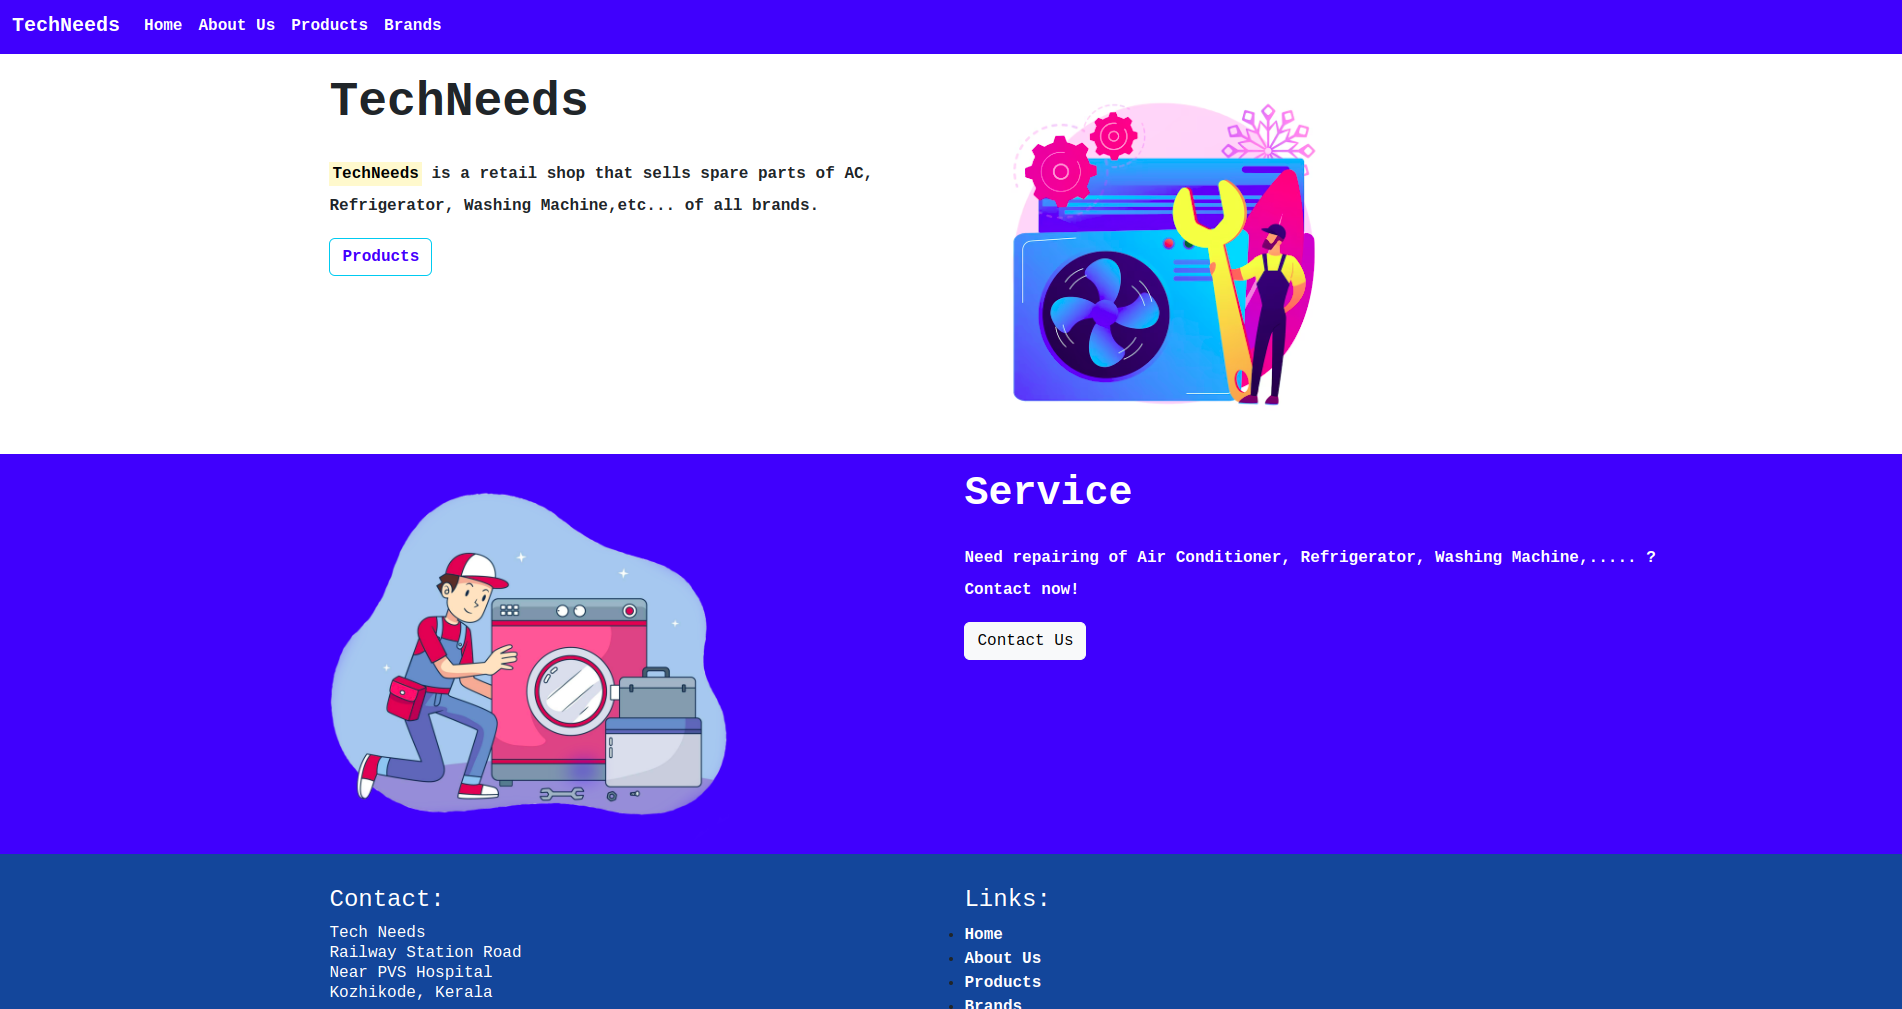 TechNeeds Home About Us Products Brands
TechNeeds
TechNeeds is a retail shop that sells spare parts of AC,
Refrigerator, Washing Machine,etc... of all brands.
Products
Service
Need repairing of Air Conditioner, Refrigerator, Washing Machine,..... ?
Contact now!
Contact Us
Contact:
Tech Needs
Railway Station Road
Near PVS Hospital
Kozhikode, Kerala
Links:
Home
About Us
Products
Brands